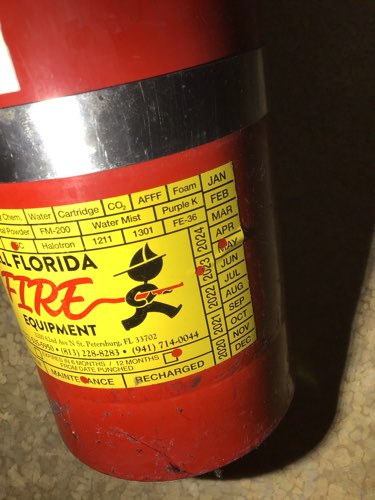 Chem. Water Cartridge CO2 AFFF Foam JAN
Powder FM-200 Water Mist Purple K FEB
C Halotron 1211 1301 FE-36 MAR
APR
MAY
JUN
JUL
AUG
SEP
OCT
NOV
DEC
2024
2023
2022
2021
2020
L FLORIDA
FIRE
EQUIPMENT
62nd Ave N St. Petersburg, FL 33702
• (813) 228-8283 • (941) 714-0044
EXPIRES IN 6 MONTHS / 12 MONTHS
FROM DATE PUNCHED
MAINTENANCE RECHARGED